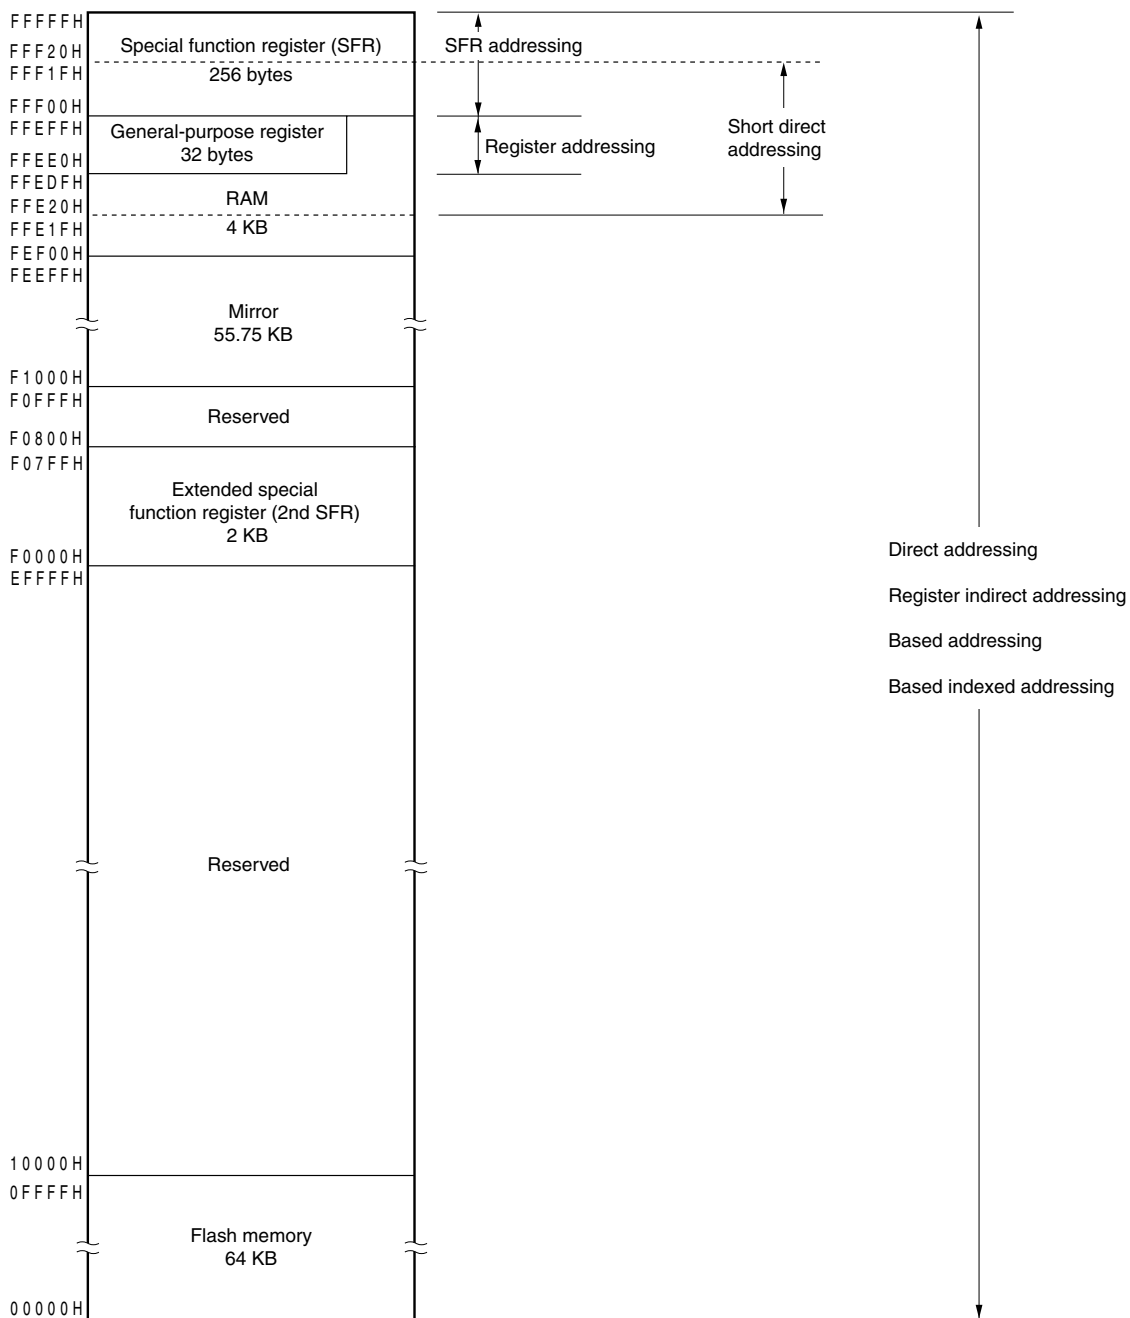 FFFFFH
FFF20H
FFF1FH
FFF00H
FFEFFH
FFEE0H
FFEDFH
FFE20H
FFE1FH
FEF00H
FEEFFH
F1000H
F0FFFH
F0800H
F07FFH
F0000H
EFFFFH
10000H
0FFFFH
00000H
Special function register (SFR)
256 bytes
General-purpose register
32 bytes
RAM
4 KB
Mirror
55.75 KB
Reserved
Extended special
function register (2nd SFR)
2 KB
Reserved
Flash memory
64 KB
SFR addressing
Register addressing
Short direct
addressing
Direct addressing
Register indirect addressing
Based addressing
Based indexed addressing